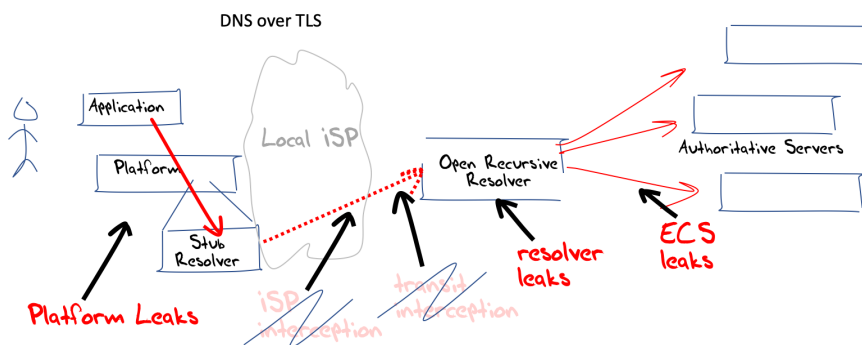 DNS over TLS
Application
Local iSP
Platform
Open Recursive
Resolver
Authoritative Servers
Stub
Resolver
Platform Leaks
iSP
interception
transit
interception
resolver
leaks
ECS
leaks